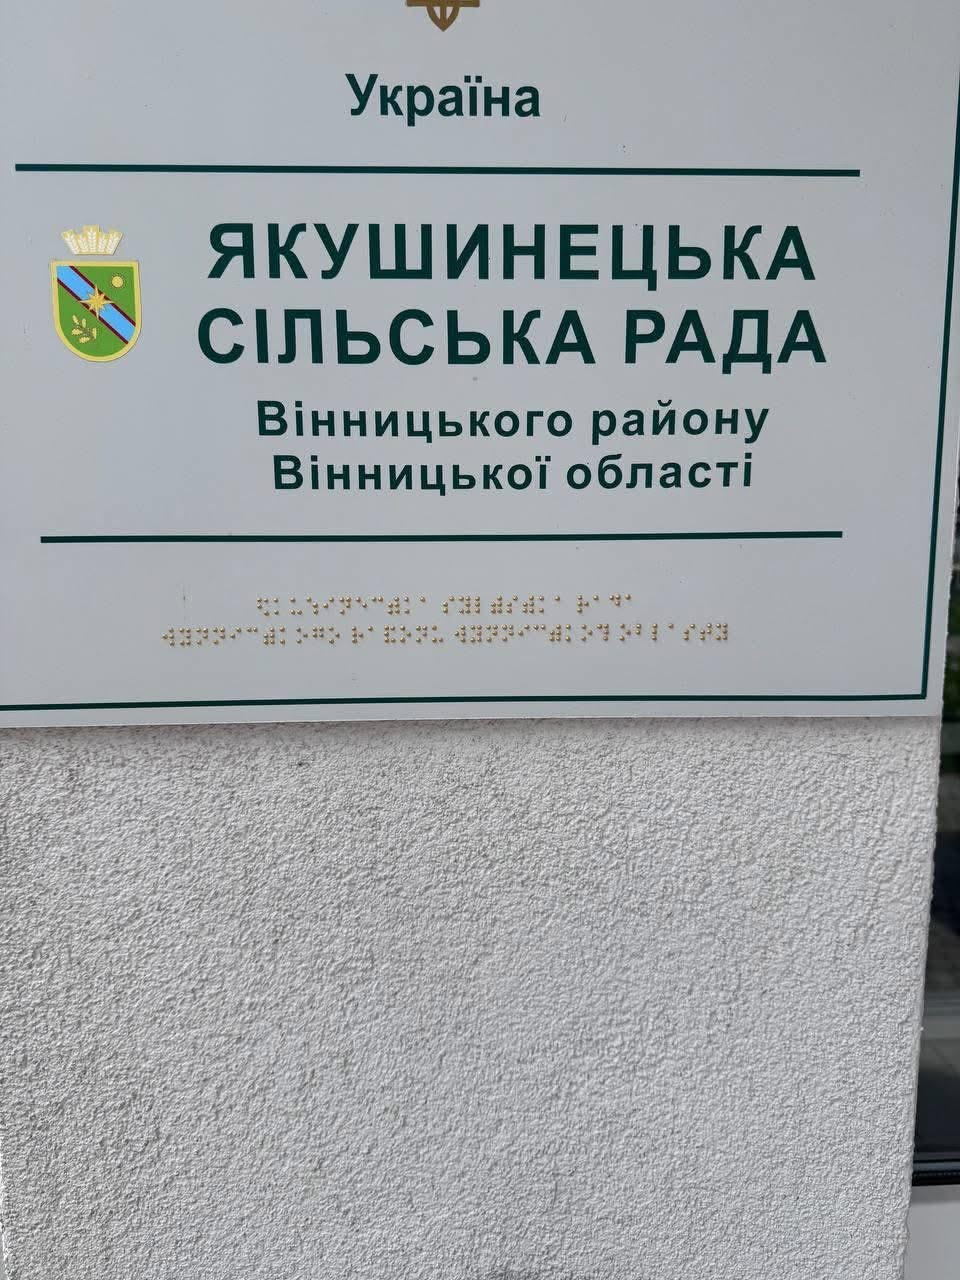 Україна
ЯКУШИНЕЦЬКА
СІЛЬСЬКА РАДА
Вінницького району
Вінницької області